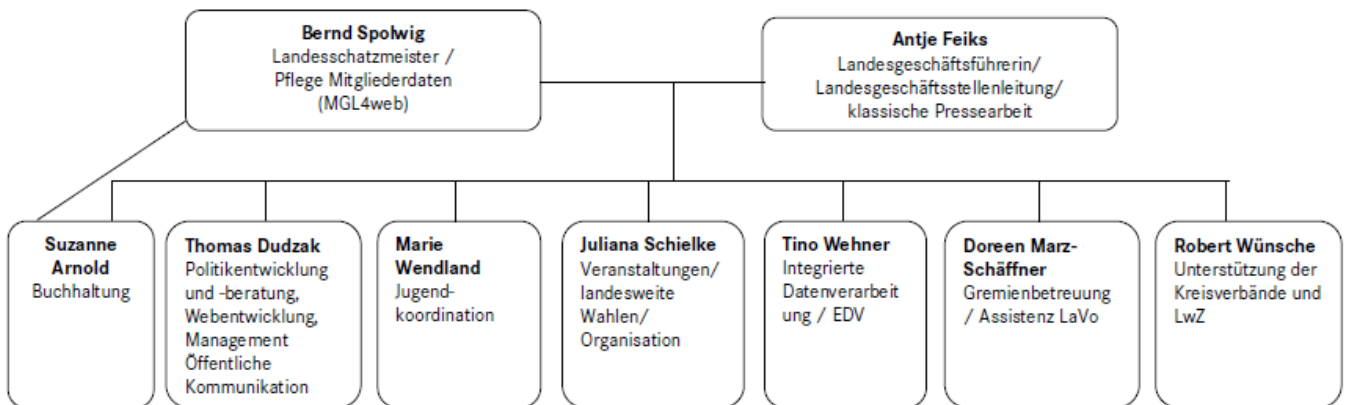 Bernd Spolwig
Landesschatzmeister /
Pflege Mitgliederdaten
(MGL4web)
Antje Feiks
Landesgeschäftsführerin/
Landesgeschäftsstellenleitung/
klassische Pressearbeit
Suzanne
Arnold
Buchhaltung
Thomas Dudzak
Politikentwicklung
und -beratung,
Webentwicklung,
Management
Öffentliche
Kommunikation
Marie
Wendland
Jugend-
koordination
Juliana Schielke
Veranstaltungen/
landesweite
Wahlen/
Organisation
Tino Wehner
Integrierte
Datenverarbeit
ung / EDV
Doreen Marz-
Schäffner
Gremienbetreuung
/ Assistenz LaVo
Robert Wünsche
Unterstützung der
Kreisverbände und
LwZ